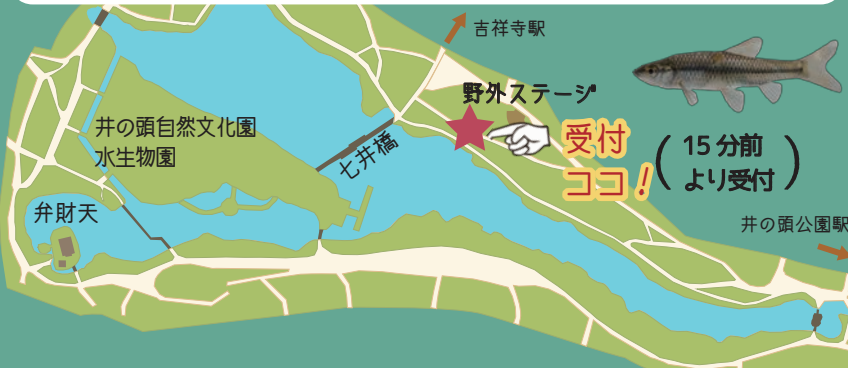 吉祥寺駅
野外ステージ
受付
ココ！
（15分前
より受付）
井の頭自然文化園
水生物園
七井橋
弁財天
井の頭公園駅